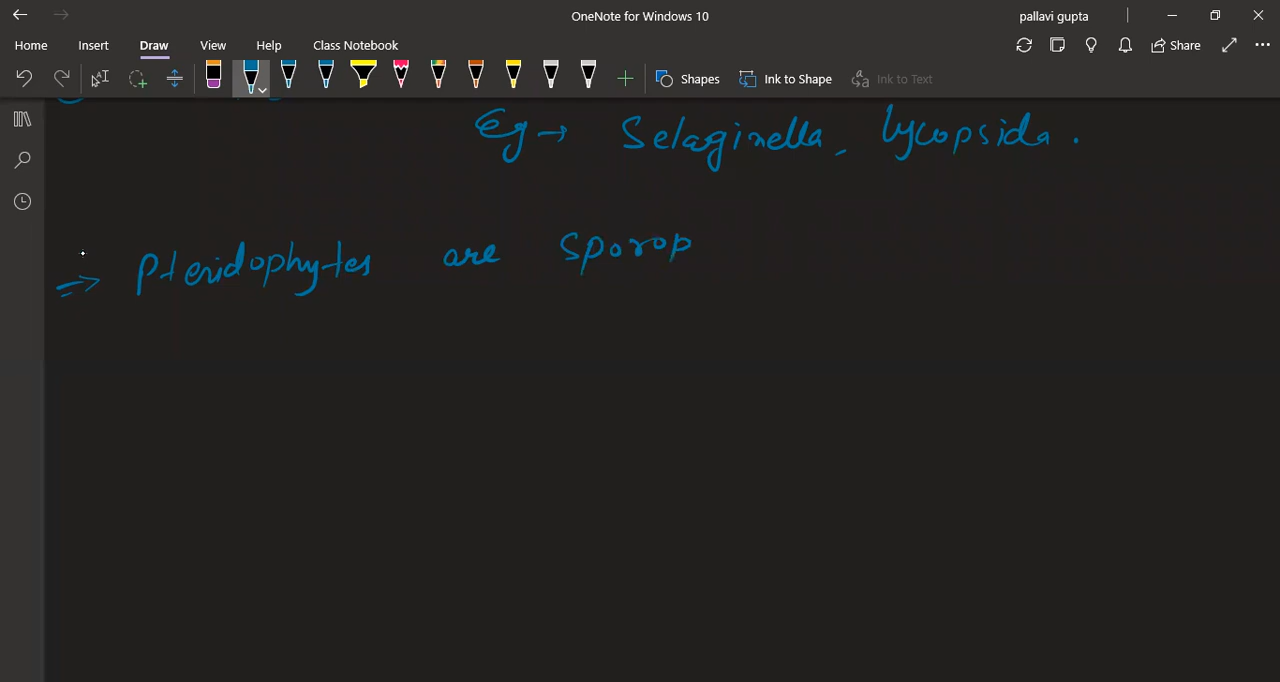 OneNote for Windows 10
pallavi gupta
Home Insert Draw View Help Class Notebook
Share
Shapes Ink to Shape Ink to Text
Eg → Selaginella, Lycopsida.
⇒ Pteridophytes are sporop